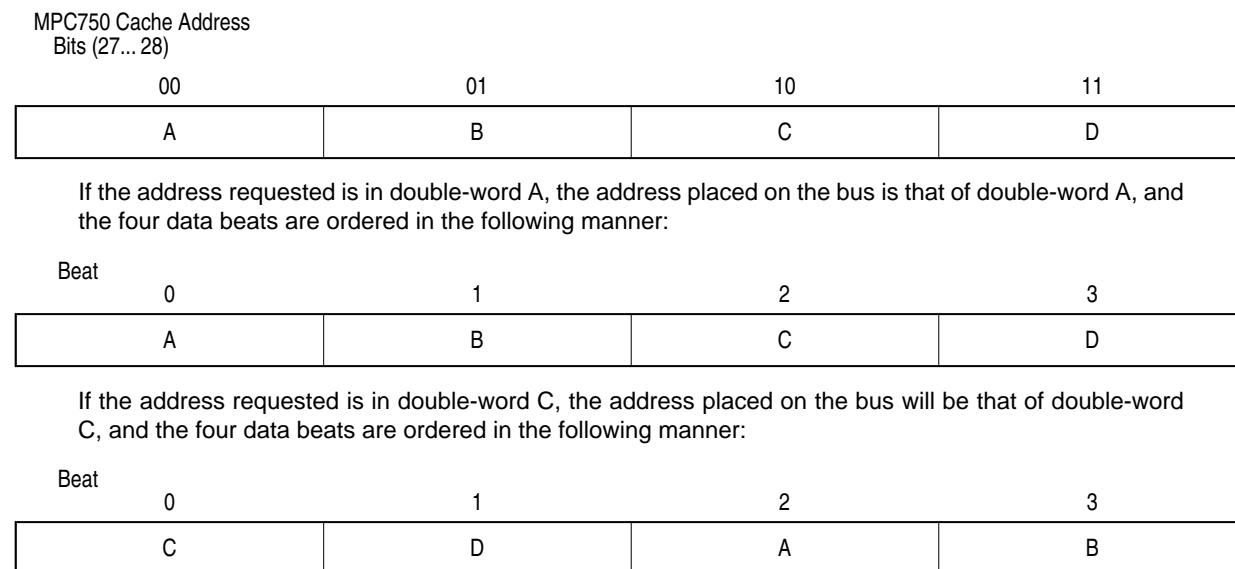 MPC750 Cache Address
Bits (27... 28)
00 01 10 11
A B C D
If the address requested is in double-word A, the address placed on the bus is that of double-word A, and
the four data beats are ordered in the following manner:
Beat
0 1 2 3
A B C D
If the address requested is in double-word C, the address placed on the bus will be that of double-word
C, and the four data beats are ordered in the following manner:
Beat
0 1 2 3
C D A B